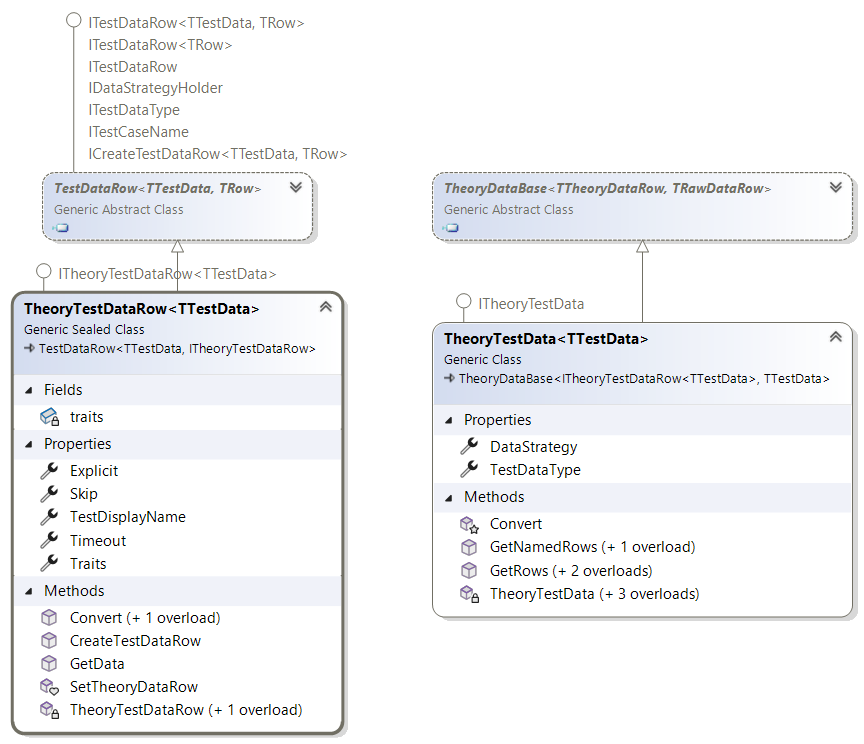 ITestDataRow<TTestData, TRow>
ITestDataRow<TRow>
ITestDataRow
IDataStrategyHolder
ITestDataType
ITestCaseName
ICreateTestDataRow<TTestData, TRow>
TestDataRow<TTestData, TRow>
Generic Abstract Class
ITheoryTestDataRow<TTestData>
TheoryTestDataRow<TTestData>
Generic Sealed Class
TestDataRow<TTestData, ITheoryTestDataRow>
Fields
traits
Properties
Explicit
Skip
TestDisplayName
Timeout
Traits
Methods
Convert (+ 1 overload)
CreateTestDataRow
GetData
SetTheoryDataRow
TheoryTestDataRow (+ 1 overload)
TheoryDataBase<TTheoryDataRow, TRawDataRow>
Generic Abstract Class
ITheoryTestData
TheoryTestData<TTestData>
Generic Class
TheoryDataBase<ITheoryTestDataRow<TTestData>, TTestData>
Properties
DataStrategy
TestDataType
Methods
Convert
GetNamedRows (+ 1 overload)
GetRows (+ 2 overloads)
TheoryTestData (+ 3 overloads)